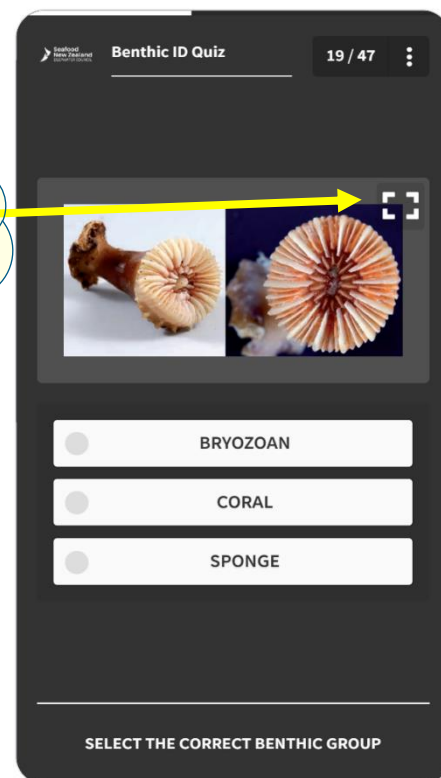 Seafood
New Zealand
Benthic ID Quiz
19 / 47
BRYOZOAN
CORAL
SPONGE
SELECT THE CORRECT BENTHIC GROUP